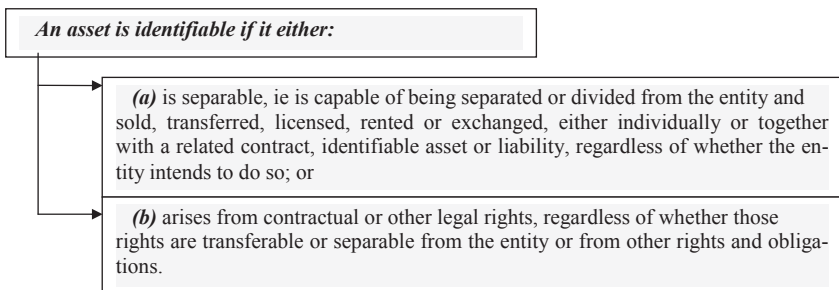 An asset is identifiable if it either:
(a) is separable, ie is capable of being separated or divided from the entity and
sold, transferred, licensed, rented or exchanged, either individually or together
with a related contract, identifiable asset or liability, regardless of whether the en-
tity intends to do so; or
(b) arises from contractual or other legal rights, regardless of whether those
rights are transferable or separable from the entity or from other rights and obliga-
tions.